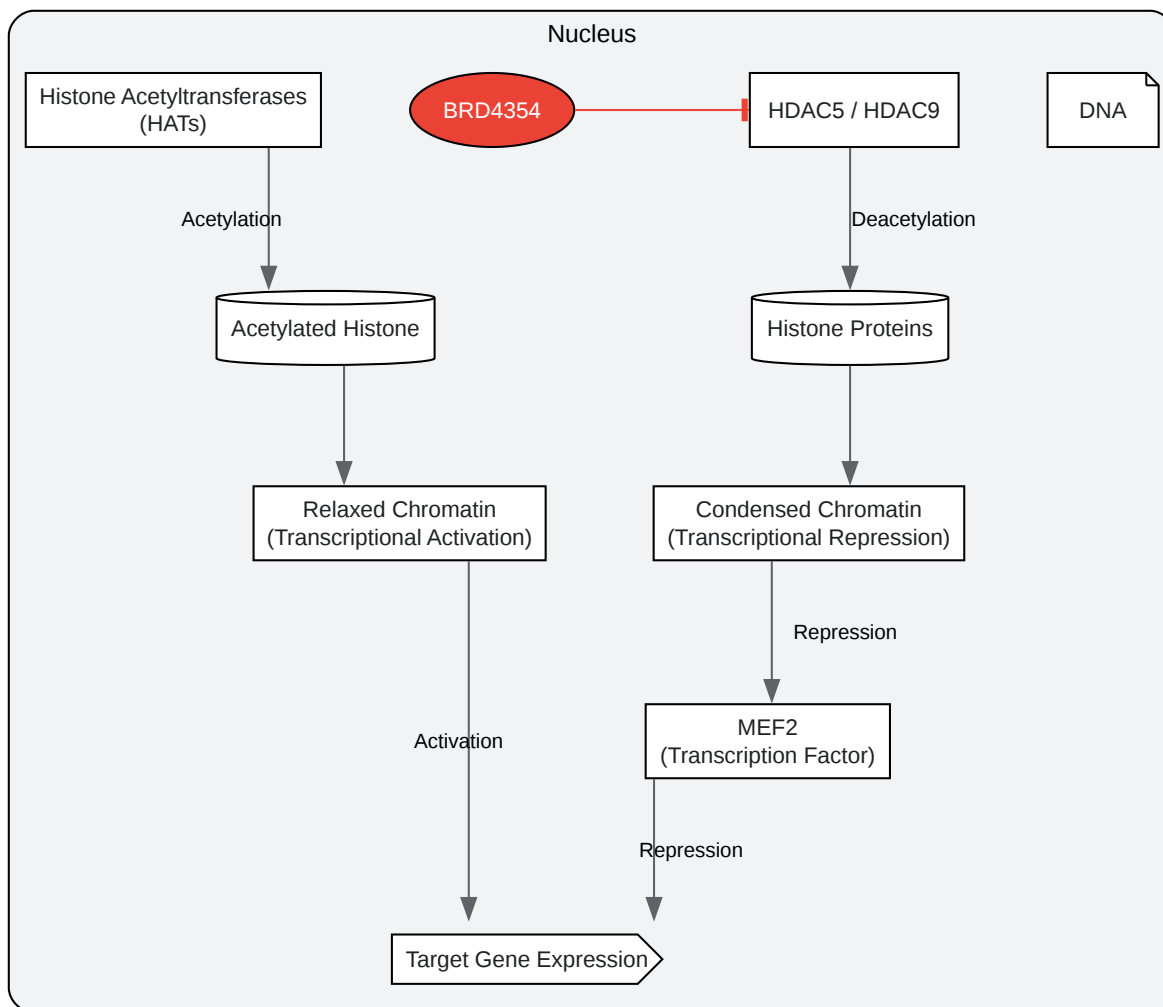 Nucleus
Histone Acetyltransferases
(HATs)
BRD4354
HDAC5 / HDAC9
DNA
Acetylation
Deacetylation
Acetylated Histone
Histone Proteins
Relaxed Chromatin
(Transcriptional Activation)
Condensed Chromatin
(Transcriptional Repression)
Repression
MEF2
(Transcription Factor)
Activation
Repression
Target Gene Expression